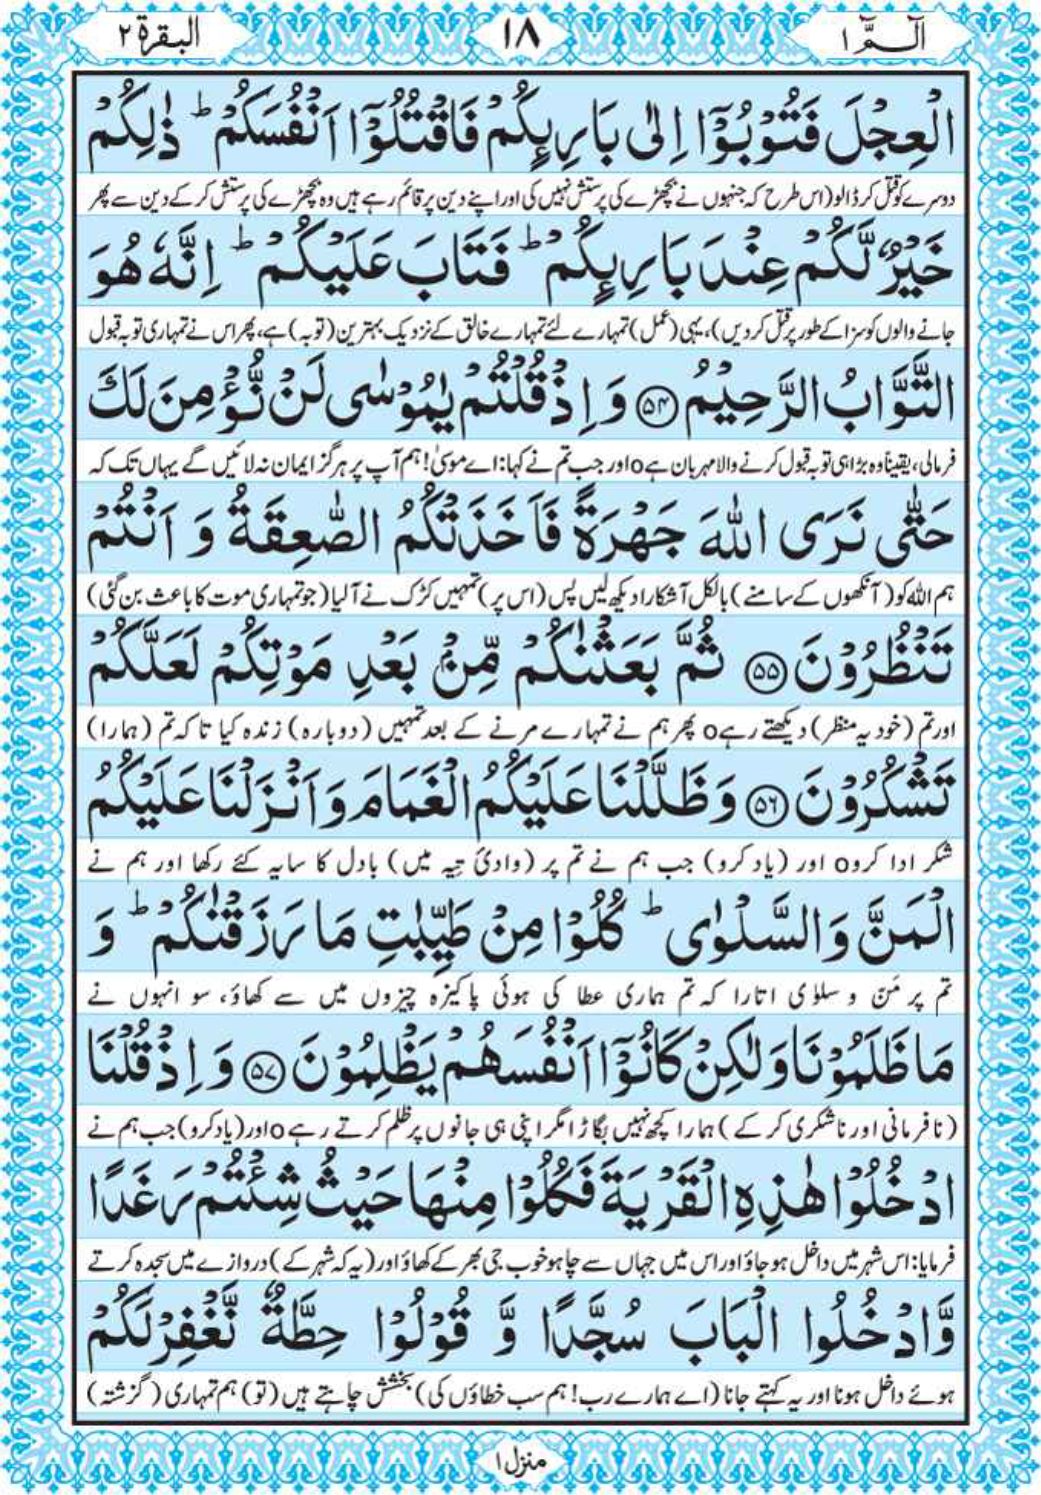 الٓـمّٓ ١
١٨
البقرة ٢
الْعِجْلَ فَتُوْبُوْۤا اِلٰى بَارِىِٕكُمْ فَاقْتُلُوْۤا اَنْفُسَكُمْ ؕ ذٰلِكُمْ
دوسرے کو قتل کر ڈالو (اس طرح کہ جنہوں نے بچھڑے کی پرستش نہیں کی اور اپنے دین پر قائم رہے ہیں وہ بچھڑے کی پرستش کر کے دین سے پھر
خَيْرٌ لَّكُمْ عِنْدَ بَارِىِٕكُمْ ؕ فَتَابَ عَلَيْكُمْ ؕ اِنَّهٗ هُوَ
جانے والوں کو سزا کے طور پر قتل کر دیں)، یہی (عمل) تمہارے لئے تمہارے خالق کے نزدیک بہترین (توبہ) ہے، پھر اس نے تمہاری توبہ قبول
التَّوَّابُ الرَّحِيْمُ ﴿۵۴﴾ وَ اِذْ قُلْتُمْ يٰمُوْسٰى لَنْ نُّؤْمِنَ لَكَ
فرما لی، یقیناً وہ بڑا ہی توبہ قبول کرنے والا مہربان ہے o اور جب تم نے کہا: اے موسیٰ! ہم آپ پر ہرگز ایمان نہ لائیں گے یہاں تک کہ
حَتّٰى نَرَى اللّٰهَ جَهْرَةً فَاَخَذَتْكُمُ الصّٰعِقَةُ وَ اَنْتُمْ
ہم اللہ کو (آنکھوں کے سامنے) بالکل آشکارا دیکھ لیں پس (اس پر) تمہیں کڑک نے آلیا (جو تمہاری موت کا باعث بن گئی)
تَنْظُرُوْنَ ﴿۵۵﴾ ثُمَّ بَعَثْنٰكُمْ مِّنْۢ بَعْدِ مَوْتِكُمْ لَعَلَّكُمْ
اور تم (خود یہ منظر) دیکھتے رہے o پھر ہم نے تمہارے مرنے کے بعد تمہیں (دوبارہ) زندہ کیا تاکہ تم (ہمارا)
تَشْكُرُوْنَ ﴿۵۶﴾ وَ ظَلَّلْنَا عَلَيْكُمُ الْغَمَامَ وَ اَنْزَلْنَا عَلَيْكُمُ
شکر ادا کرو o اور (یاد کرو) جب ہم نے تم پر (وادئ تِیہ میں) بادل کا سایہ کئے رکھا اور ہم نے
الْمَنَّ وَ السَّلْوٰى ؕ كُلُوْا مِنْ طَيِّبٰتِ مَا رَزَقْنٰكُمْ ؕ وَ
تم پر مَنّ و سلوٰی اتارا کہ تم ہماری عطا کی ہوئی پاکیزہ چیزوں میں سے کھاؤ، سو انہوں نے
مَا ظَلَمُوْنَا وَ لٰكِنْ كَانُوْۤا اَنْفُسَهُمْ يَظْلِمُوْنَ ﴿۵۷﴾ وَ اِذْ قُلْنَا
(نافرمانی اور ناشکری کر کے) ہمارا کچھ نہیں بگاڑا مگر اپنی ہی جانوں پر ظلم کرتے رہے o اور (یاد کرو) جب ہم نے
ادْخُلُوْا هٰذِهِ الْقَرْيَةَ فَكُلُوْا مِنْهَا حَيْثُ شِئْتُمْ رَغَدًا
فرمایا: اس شہر میں داخل ہو جاؤ اور اس میں جہاں سے چاہو خوب جی بھر کے کھاؤ اور (یہ کہ شہر کے) دروازے میں سجدہ کرتے
وَّ ادْخُلُوا الْبَابَ سُجَّدًا وَّ قُوْلُوْا حِطَّةٌ نَّغْفِرْ لَكُمْ
ہوئے داخل ہونا اور یہ کہتے جانا (اے ہمارے رب! ہم سب خطاؤں کی) بخشش چاہتے ہیں (تو) ہم تمہاری (گزشتہ)
منزل ١